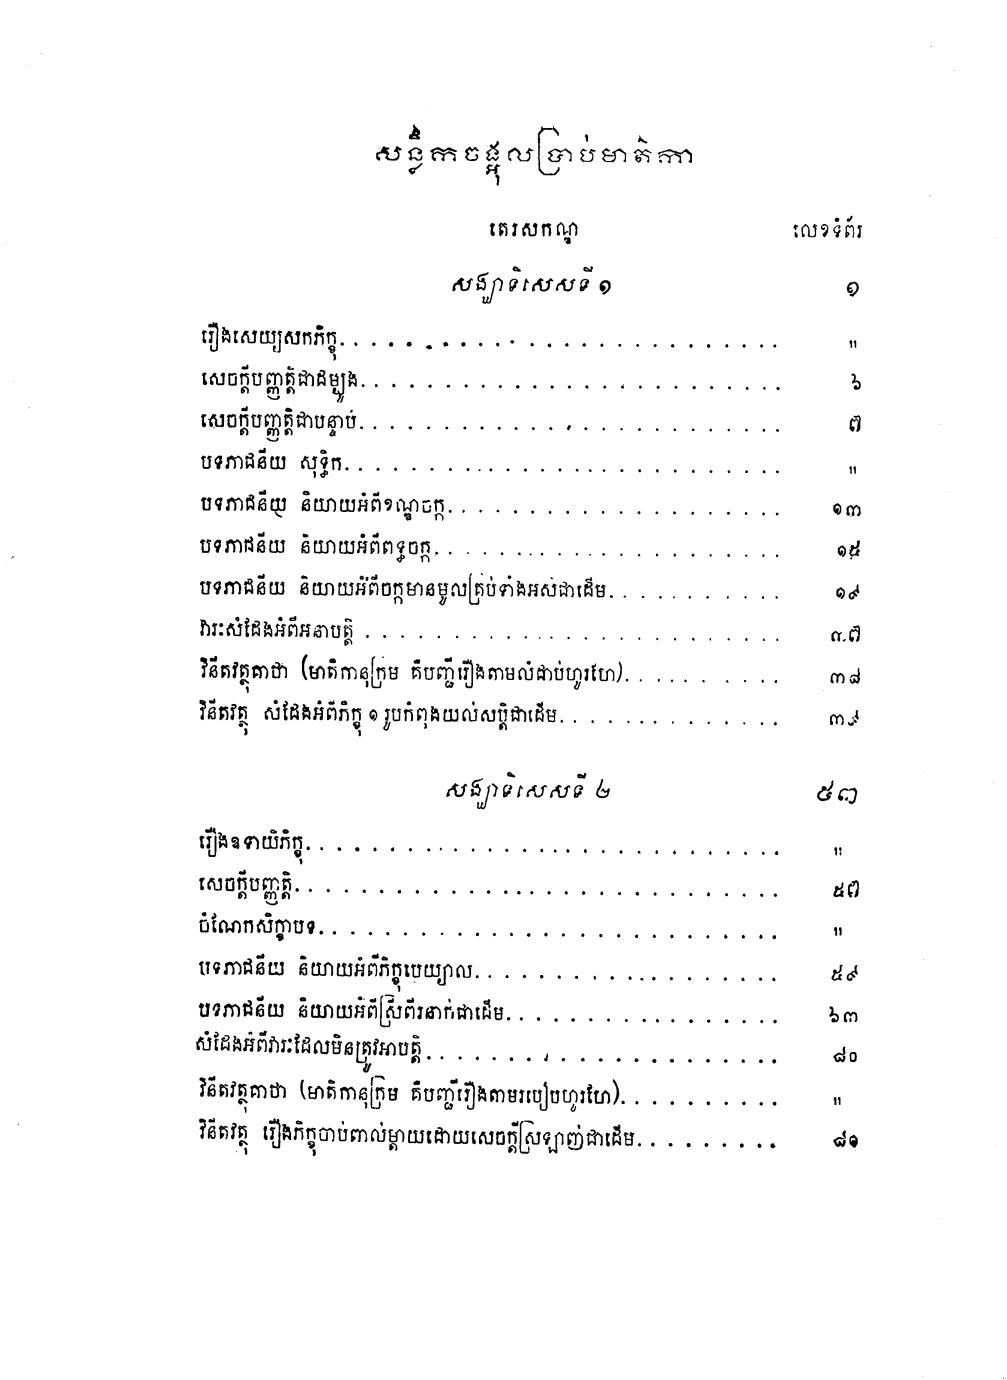 សន្លឹកចង្អុលប្រាប់មាតិកា
តេរសកណ្ឌ លេខទំព័រ
សង្ឃាទិសេសទី ១ ១
រឿងសេយ្យសកភិក្ខុ. . . . . . . . . . . . . . . . . . . . . . . . . . "
សេចក្តីបញ្ញត្តិជាដម្បូង. . . . . . . . . . . . . . . . . . . . . . . . . ៦
សេចក្តីបញ្ញត្តិជាបន្ទាប់. . . . . . . . . . . . . . . . . . . . . . . . . ៧
បទភាជនីយ សុទ្ធិក. . . . . . . . . . . . . . . . . . . . . . . . . "
បទភាជនីយ និយាយអំពីខណ្ឌចក្ក. . . . . . . . . . . . . . . . . . . . ១៣
បទភាជនីយ និយាយអំពីពទ្ធចក្ក. . . . . . . . . . . . . . . . . . . . . ១៥
បទភាជនីយ និយាយអំពីចក្កមានមូលគ្រប់ទាំងអស់ជាដើម. . . . . . . . . . . ១៩
វារៈសំដែងអំពីអនាបត្តិ . . . . . . . . . . . . . . . . . . . . . . . . ៣៧
វិនីតវត្ថុគាថា (មាតិកានុក្រម គឺបញ្ជីរឿងតាមលំដាប់ហូរហែ). . . . . . . . . . ៣៨
វិនីតវត្ថុ សំដែងអំពីភិក្ខុ ១ រូបកំពុងយល់សប្តិជាដើម. . . . . . . . . . . . . ៣៩
សង្ឃាទិសេសទី ២ ៥៣
រឿងឧទាយិភិក្ខុ. . . . . . . . . . . . . . . . . . . . . . . . . . . "
សេចក្តីបញ្ញត្តិ. . . . . . . . . . . . . . . . . . . . . . . . . . . . ៥៧
ចំណែកសិក្ខាបទ. . . . . . . . . . . . . . . . . . . . . . . . . . "
បទភាជនីយ និយាយអំពីភិក្ខុបេយ្យាល. . . . . . . . . . . . . . . . . . . ៥៩
បទភាជនីយ និយាយអំពីស្រីពីរនាក់ជាដើម. . . . . . . . . . . . . . . . . ៦៣
សំដែងអំពីវារៈដែលមិនត្រូវអាបត្តិ. . . . . . . . . . . . . . . . . . . . ៨០
វិនីតវត្ថុគាថា (មាតិកានុក្រម គឺបញ្ជីរឿងតាមរបៀបហូរហែ). . . . . . . . . . "
វិនីតវត្ថុ រឿងភិក្ខុចាប់ពាល់ម្តាយដោយសេចក្តីស្រឡាញ់ជាដើម. . . . . . . . . ៨១